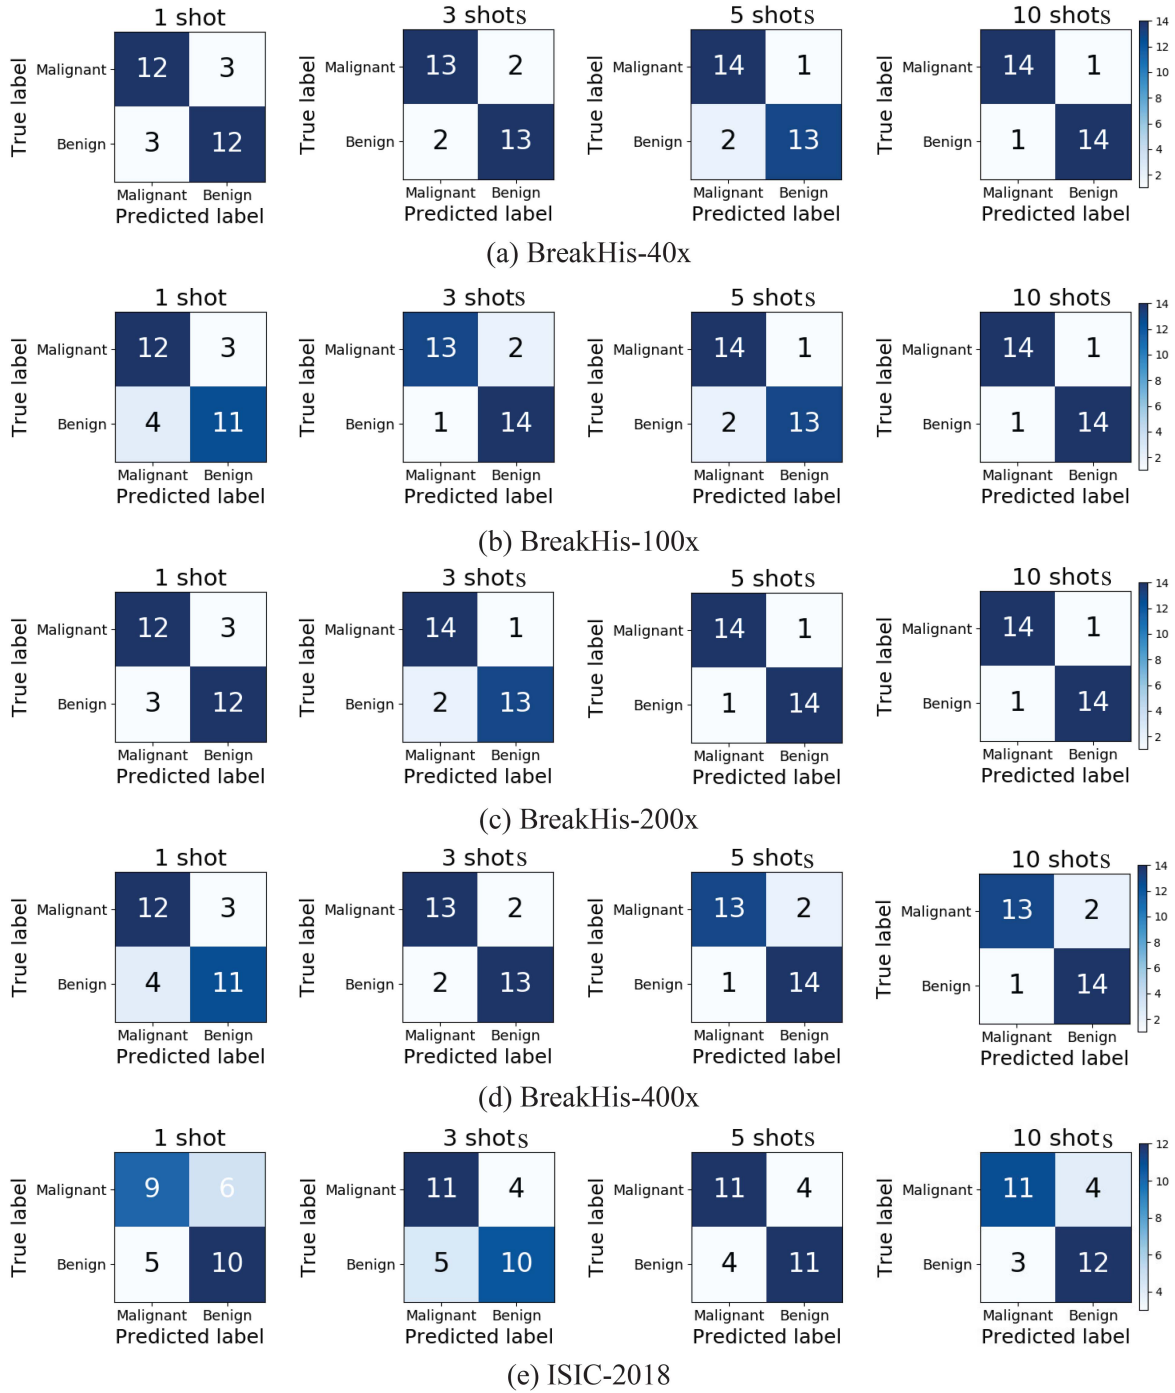 1 shot 3 shots 5 shots 10 shots
True label Malignant 12 3 True label Malignant 13 2 True label Malignant 14 1 True label Malignant 14 1 14 12 10 8 6 4 2
Benign 3 12 Benign 2 13 Benign 2 13 Benign 1 14
Malignant Benign Malignant Benign Malignant Benign Malignant Benign
Predicted label Predicted label Predicted label Predicted label
(a) BreakHis-40x
1 shot 3 shots 5 shots 10 shots
True label Malignant 12 3 True label Malignant 13 2 True label Malignant 14 1 True label Malignant 14 1 14 12 10 8 6 4 2
Benign 4 11 Benign 1 14 Benign 2 13 Benign 1 14
Malignant Benign Malignant Benign Malignant Benign Malignant Benign
Predicted label Predicted label Predicted label Predicted label
(b) BreakHis-100x
1 shot 3 shots 5 shots 10 shots
True label Malignant 12 3 True label Malignant 14 1 True label Malignant 14 1 True label Malignant 14 1 14 12 10 8 6 4 2
Benign 3 12 Benign 2 13 Benign 1 14 Benign 1 14
Malignant Benign Malignant Benign Malignant Benign Malignant Benign
Predicted label Predicted label Predicted label Predicted label
(c) BreakHis-200x
1 shot 3 shots 5 shots 10 shots
True label Malignant 12 3 True label Malignant 13 2 True label Malignant 13 2 True label Malignant 13 2 14 12 10 8 6 4 2
Benign 4 11 Benign 2 13 Benign 1 14 Benign 1 14
Malignant Benign Malignant Benign Malignant Benign Malignant Benign
Predicted label Predicted label Predicted label Predicted label
(d) BreakHis-400x
1 shot 3 shots 5 shots 10 shots
True label Malignant 9 6 True label Malignant 11 4 True label Malignant 11 4 True label Malignant 11 4 12 10 8 6 4
Benign 5 10 Benign 5 10 Benign 4 11 Benign 3 12
Malignant Benign Malignant Benign Malignant Benign Malignant Benign
Predicted label Predicted label Predicted label Predicted label
(e) ISIC-2018